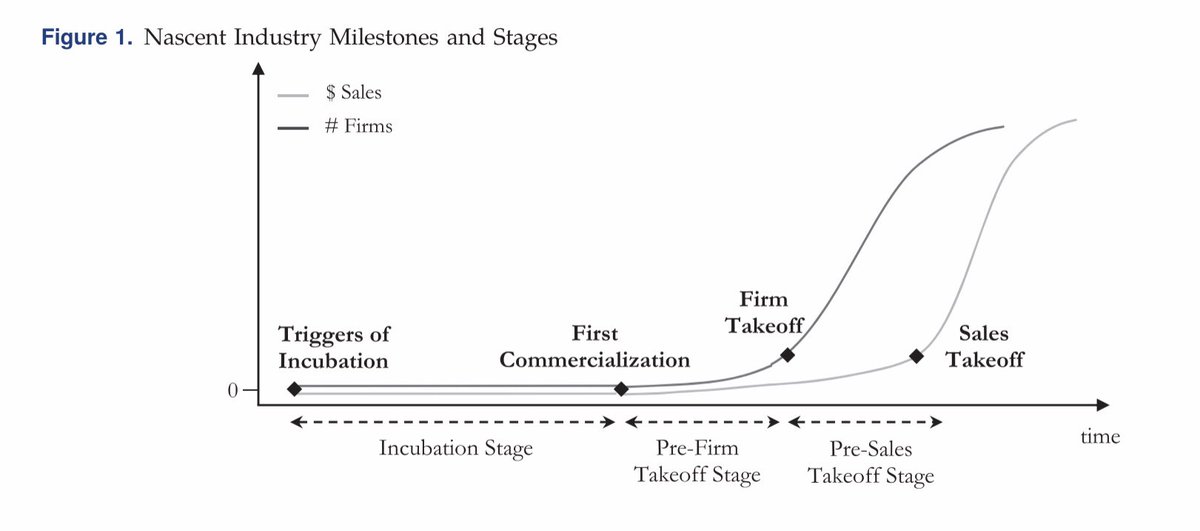 Figure 1. Nascent Industry Milestones and Stages
$ Sales
# Firms
Firm
Takeoff
Triggers of
Incubation
First
Commercialization
Sales
Takeoff
0
Incubation Stage
Pre-Firm
Takeoff Stage
Pre-Sales
Takeoff Stage
time